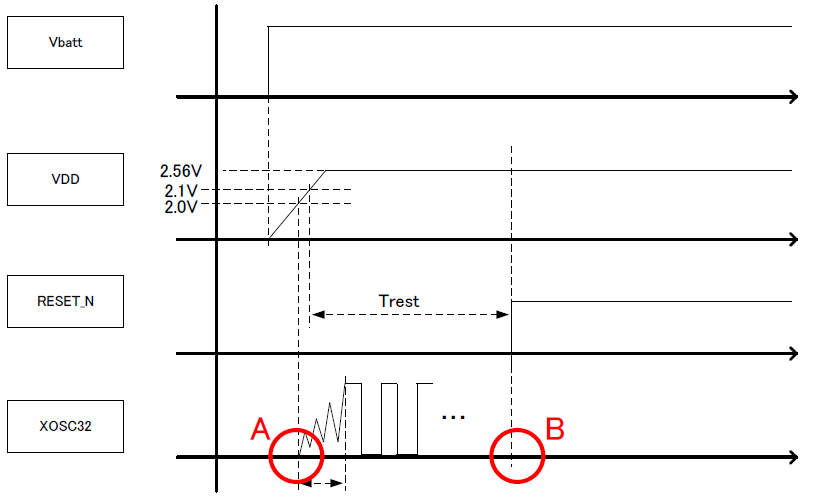 Vbatt
VDD
2.56V
2.1V
2.0V
RESET_N
Trest
XOSC32
A
...
B